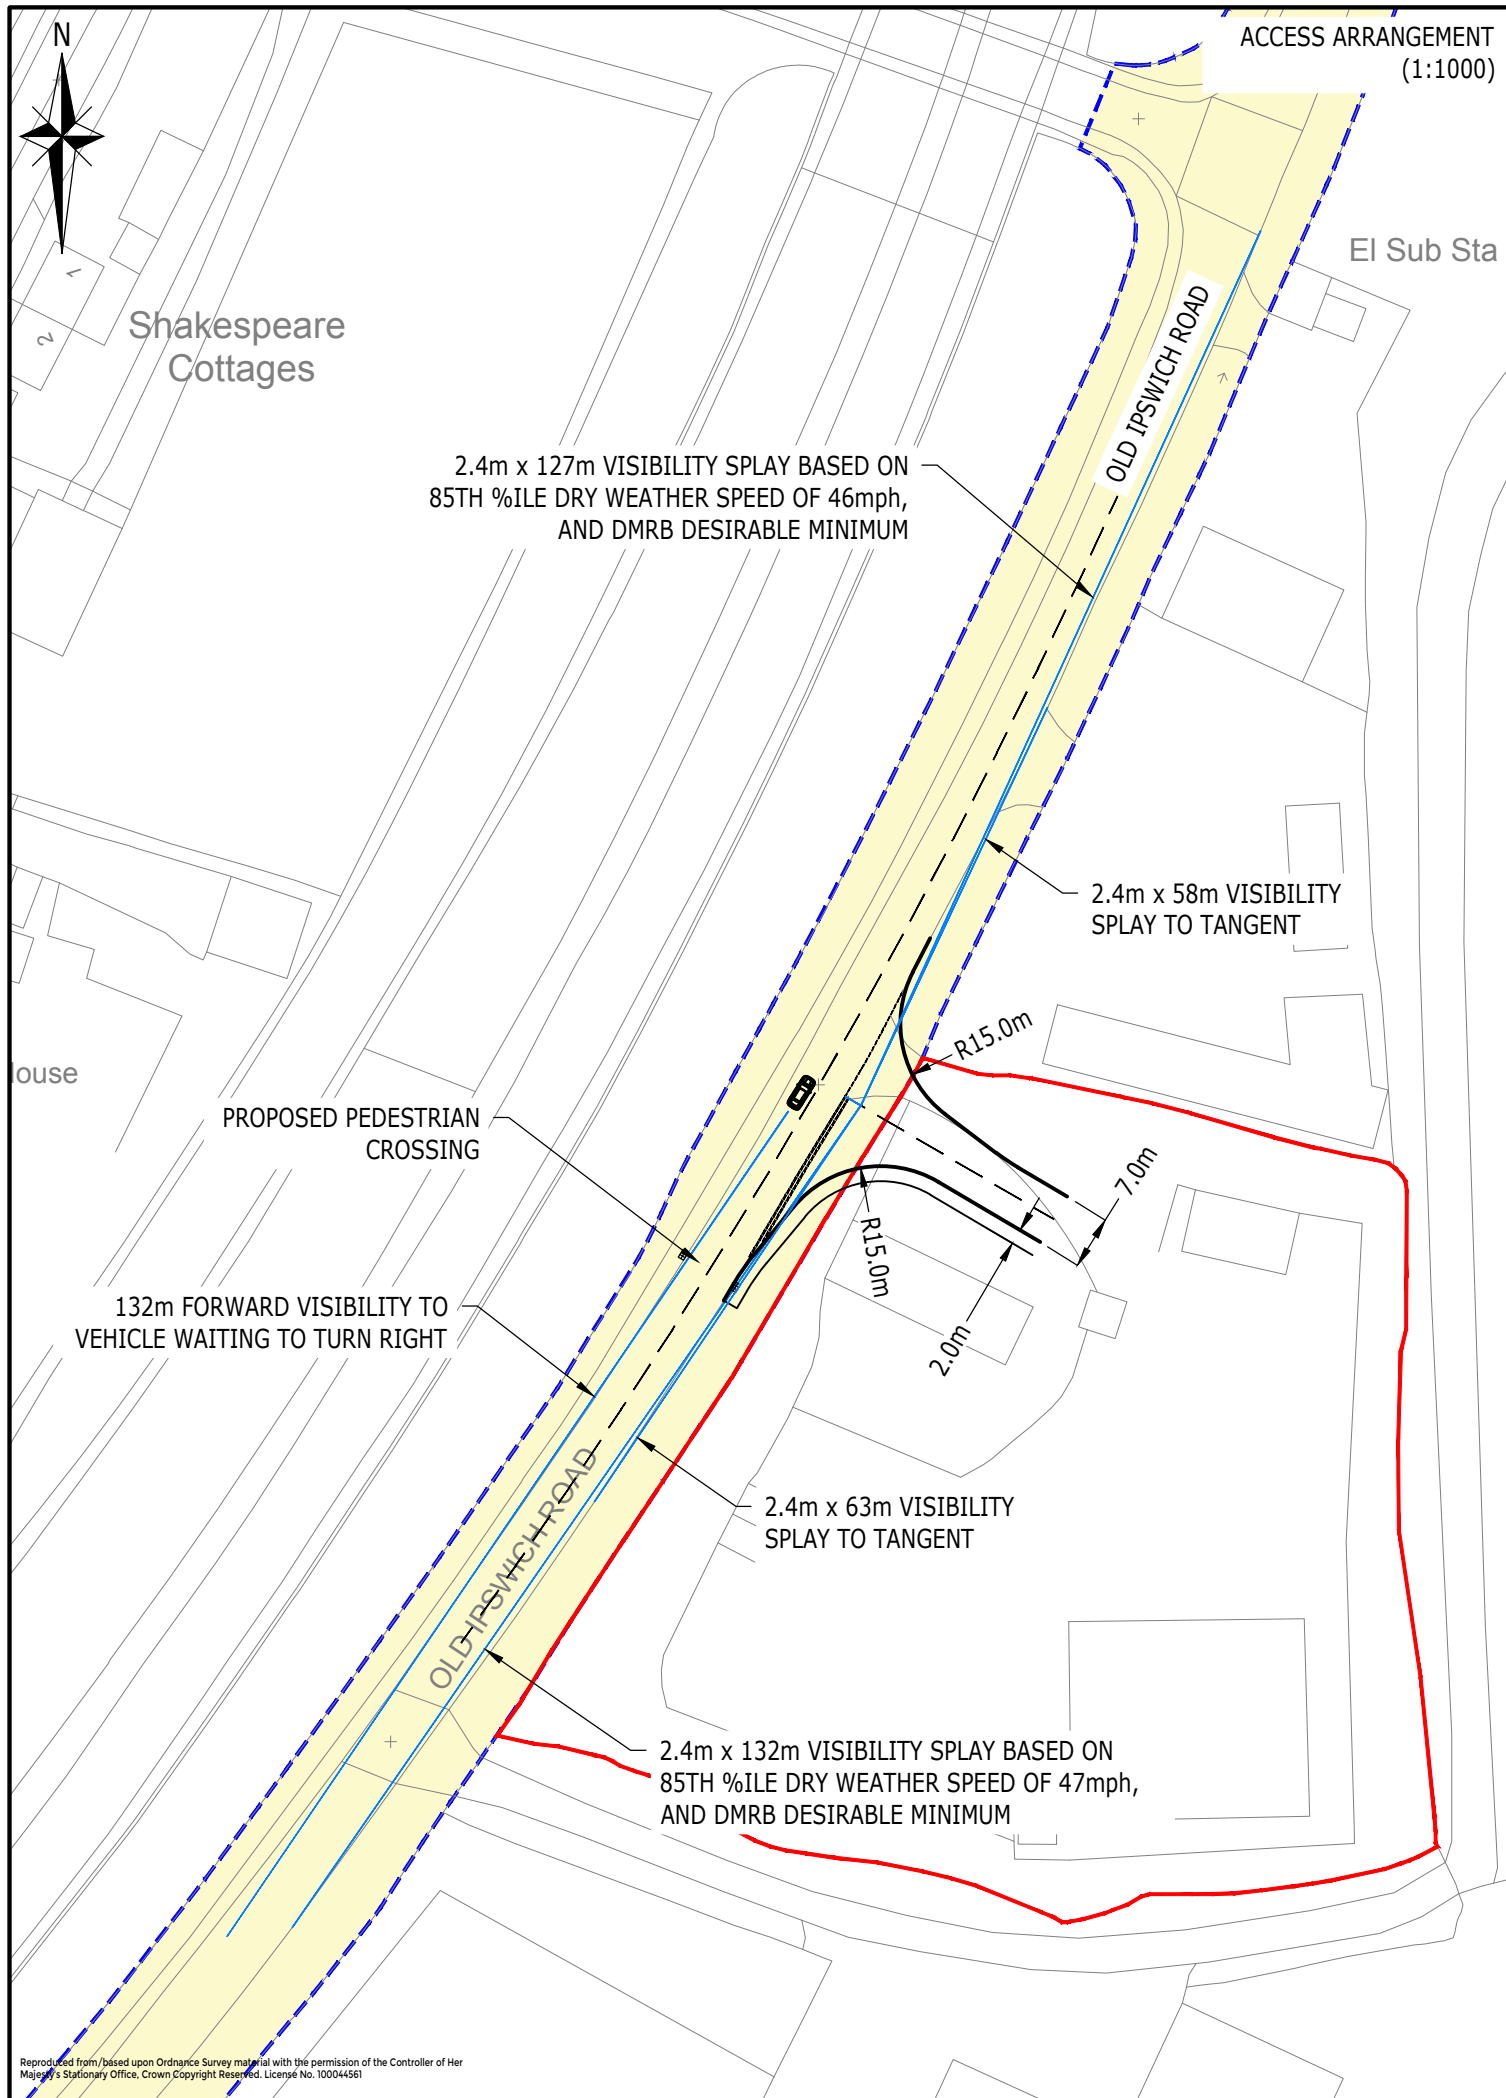 N
ACCESS ARRANGEMENT
(1:1000)
El Sub Sta
1
2
Shakespeare
Cottages
OLD IPSWICH ROAD
2.4m x 127m VISIBILITY SPLAY BASED ON
85TH %ILE DRY WEATHER SPEED OF 46mph,
AND DMRB DESIRABLE MINIMUM
2.4m x 58m VISIBILITY
SPLAY TO TANGENT
R15.0m
louse
PROPOSED PEDESTRIAN
CROSSING
7.0m
R15.0m
2.0m
132m FORWARD VISIBILITY TO
VEHICLE WAITING TO TURN RIGHT
OLD IPSWICH ROAD
2.4m x 63m VISIBILITY
SPLAY TO TANGENT
2.4m x 132m VISIBILITY SPLAY BASED ON
85TH %ILE DRY WEATHER SPEED OF 47mph,
AND DMRB DESIRABLE MINIMUM
Reproduced from/based upon Ordnance Survey material with the permission of the Controller of Her
Majesty's Stationary Office, Crown Copyright Reserved. License No. 100044561